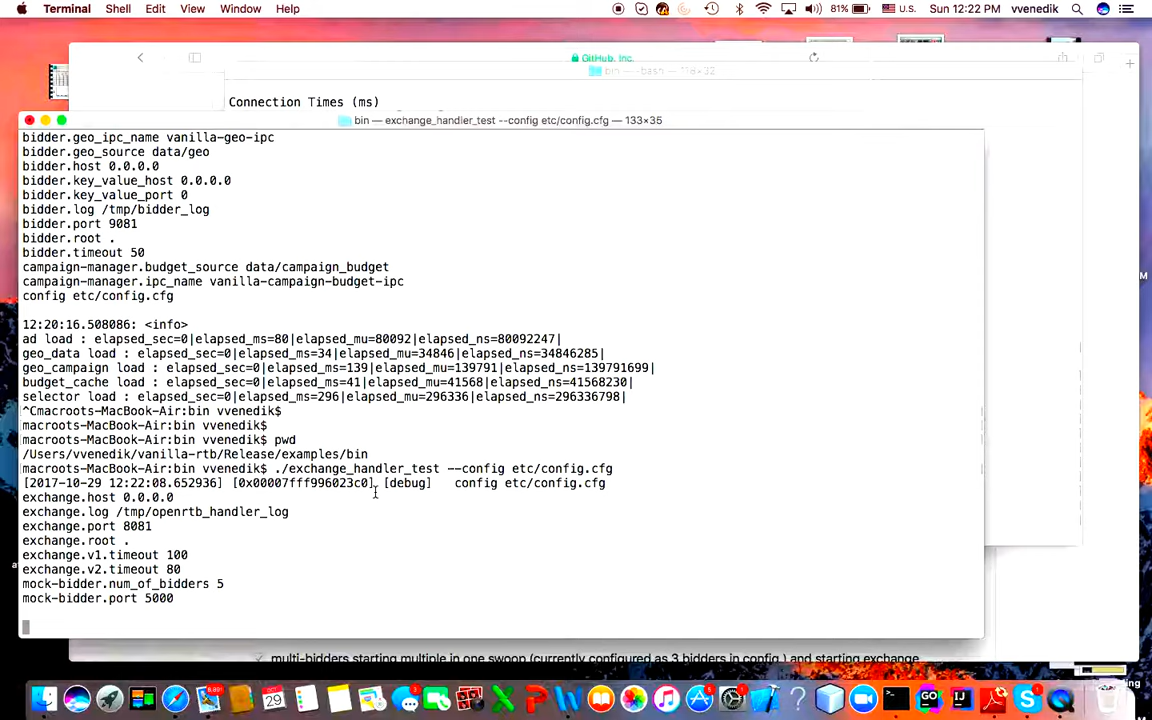 Terminal Shell Edit View Window Help
81% U.S. Sun 12:22 PM vvenedik
GitHub, Inc.
bin — -bash — 118×32
Connection Times (ms)
bin — exchange_handler_test --config etc/config.cfg — 133×35
bidder.geo_ipc_name vanilla-geo-ipc
bidder.geo_source data/geo
bidder.host 0.0.0.0
bidder.key_value_host 0.0.0.0
bidder.key_value_port 0
bidder.log /tmp/bidder_log
bidder.port 9081
bidder.root .
bidder.timeout 50
campaign-manager.budget_source data/campaign_budget
campaign-manager.ipc_name vanilla-campaign-budget-ipc
config etc/config.cfg
12:20:16.508086: <info>
ad load : elapsed_sec=0|elapsed_ms=80|elapsed_mu=80092|elapsed_ns=80092247|
geo_data load : elapsed_sec=0|elapsed_ms=34|elapsed_mu=34846|elapsed_ns=34846285|
geo_campaign load : elapsed_sec=0|elapsed_ms=139|elapsed_mu=139791|elapsed_ns=139791699|
budget_cache load : elapsed_sec=0|elapsed_ms=41|elapsed_mu=41568|elapsed_ns=41568230|
selector load : elapsed_sec=0|elapsed_ms=296|elapsed_mu=296336|elapsed_ns=296336798|
^Cmacroots-MacBook-Air:bin vvenedik$
macroots-MacBook-Air:bin vvenedik$
macroots-MacBook-Air:bin vvenedik$ pwd
/Users/vvenedik/vanilla-rtb/Release/examples/bin
macroots-MacBook-Air:bin vvenedik$ ./exchange_handler_test --config etc/config.cfg
[2017-10-29 12:22:08.652936] [0x00007fff996023c0] [debug] config etc/config.cfg
exchange.host 0.0.0.0
exchange.log /tmp/openrtb_handler_log
exchange.port 8081
exchange.root .
exchange.v1.timeout 100
exchange.v2.timeout 80
mock-bidder.num_of_bidders 5
mock-bidder.port 5000
multi-bidders starting multiple in one swoop (currently configured as 3 bidders in config ) and starting exchange